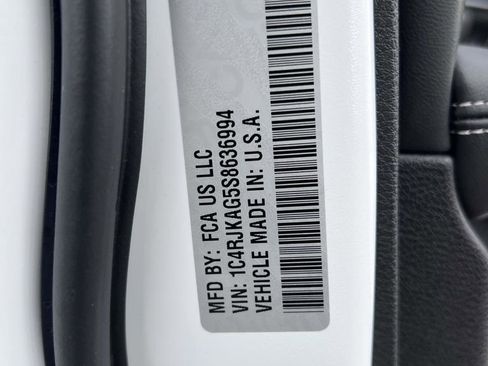 MFD BY: FCA US LLC
VIN: 1C4RJKAG5S8636994
VEHICLE MADE IN: U.S.A.